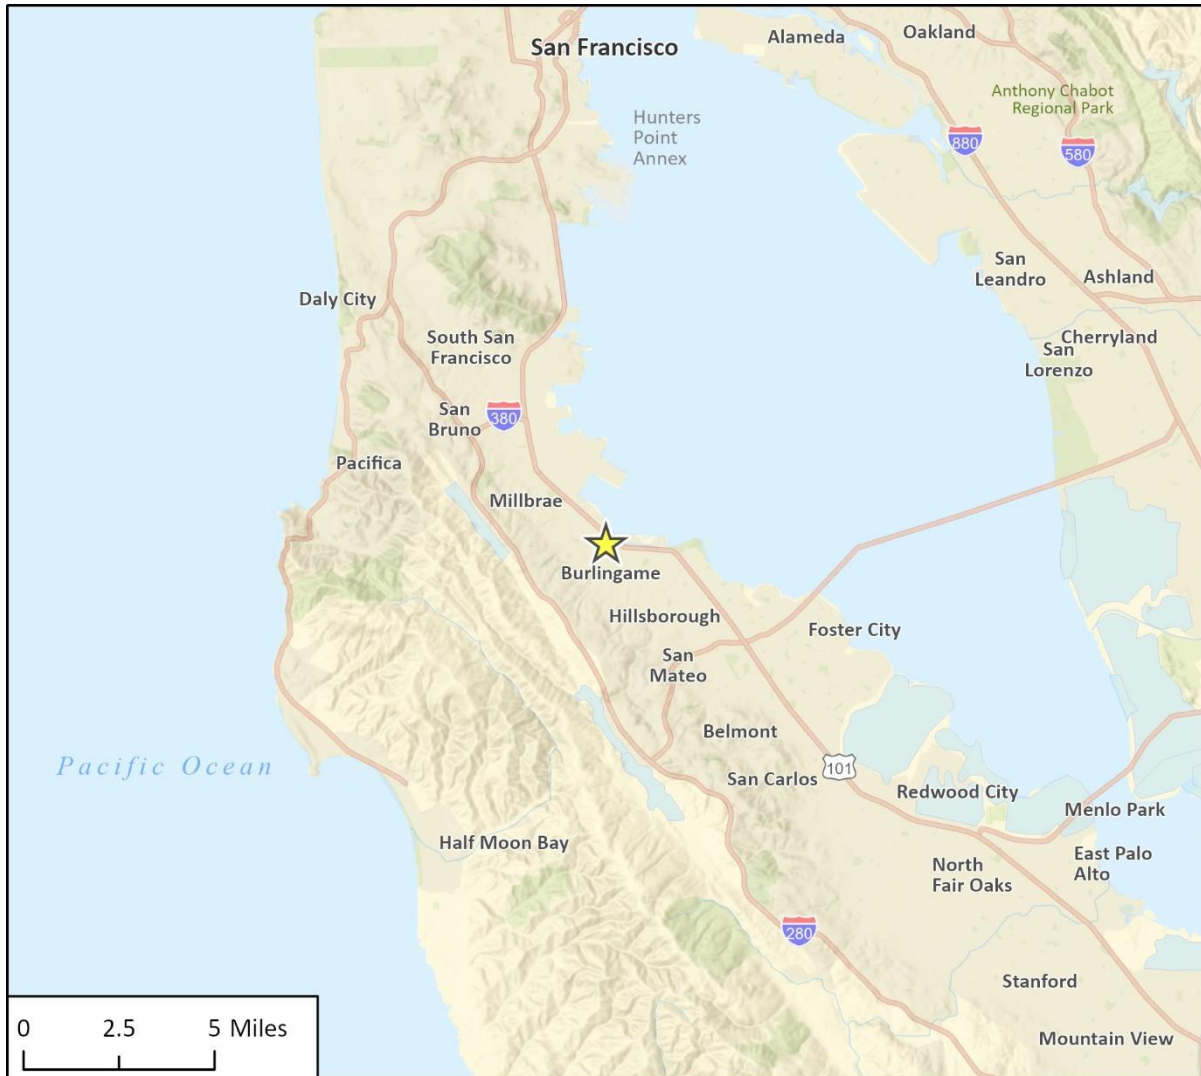 San Francisco
Alameda
Oakland
Anthony Chabot
Regional Park
Hunters
Point
Annex
880
580
San
Leandro
Ashland
Daly City
South San
Francisco
Cherryland
San
Lorenzo
San
Bruno
380
Pacifica
Millbrae
Burlingame
Hillsborough
Foster City
San
Mateo
Belmont
Pacific Ocean
San Carlos
101
Redwood City
Menlo Park
Half Moon Bay
North
Fair Oaks
East Palo
Alto
280
Stanford
Mountain View
0 2.5 5 Miles